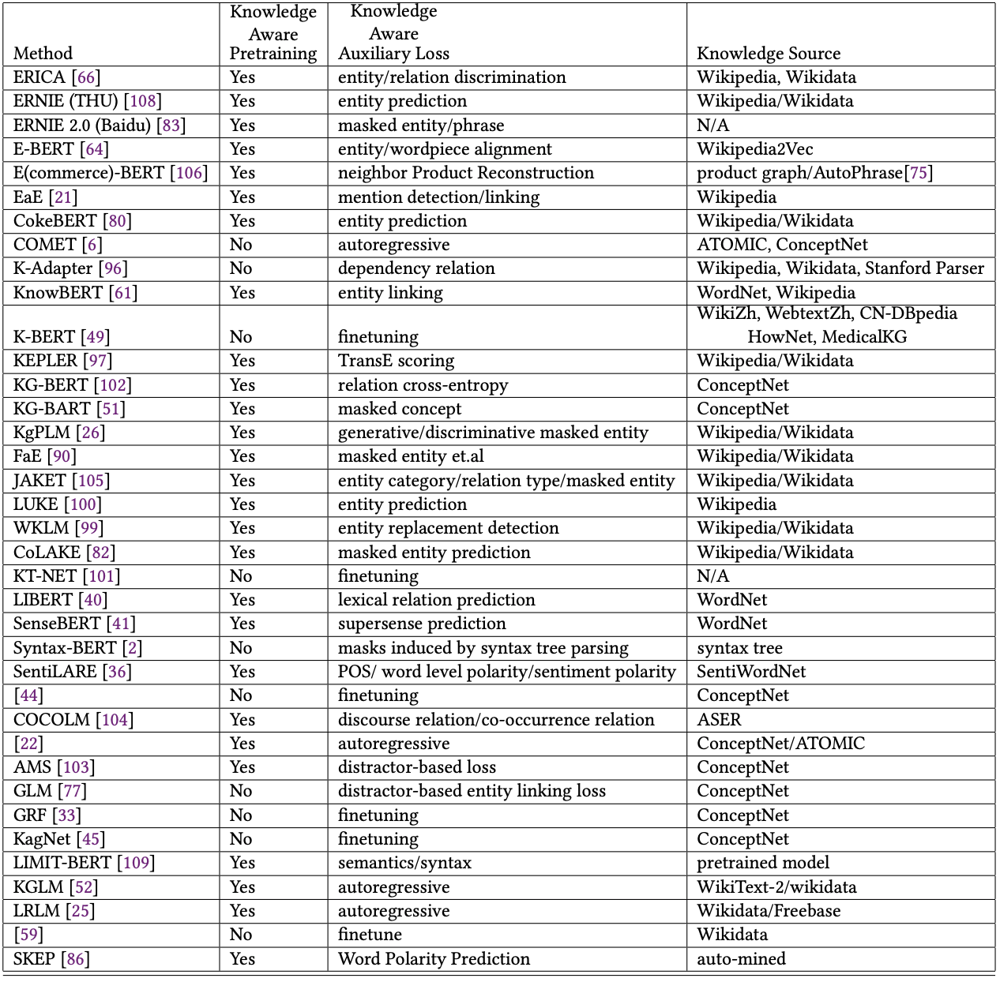 Method Knowledge Aware Pretraining Knowledge Aware Auxiliary Loss Knowledge Source
ERICA [66] Yes entity/relation discrimination Wikipedia, Wikidata
ERNIE (THU) [108] Yes entity prediction Wikipedia/Wikidata
ERNIE 2.0 (Baidu) [83] Yes masked entity/phrase N/A
E-BERT [64] Yes entity/wordpiece alignment Wikipedia2Vec
E(commerce)-BERT [106] Yes neighbor Product Reconstruction product graph/AutoPhrase[75]
EaE [21] Yes mention detection/linking Wikipedia
CokeBERT [80] Yes entity prediction Wikipedia/Wikidata
COMET [6] No autoregressive ATOMIC, ConceptNet
K-Adapter [96] No dependency relation Wikipedia, Wikidata, Stanford Parser
KnowBERT [61] Yes entity linking WordNet, Wikipedia
K-BERT [49] No finetuning WikiZh, WebtextZh, CN-DBpedia HowNet, MedicalKG
KEPLER [97] Yes TransE scoring Wikipedia/Wikidata
KG-BERT [102] Yes relation cross-entropy ConceptNet
KG-BART [51] Yes masked concept ConceptNet
KgPLM [26] Yes generative/discriminative masked entity Wikipedia/Wikidata
FaE [90] Yes masked entity et.al Wikipedia/Wikidata
JAKET [105] Yes entity category/relation type/masked entity Wikipedia/Wikidata
LUKE [100] Yes entity prediction Wikipedia
WKLM [99] Yes entity replacement detection Wikipedia/Wikidata
CoLAKE [82] Yes masked entity prediction Wikipedia/Wikidata
KT-NET [101] No finetuning N/A
LIBERT [40] Yes lexical relation prediction WordNet
SenseBERT [41] Yes supersense prediction WordNet
Syntax-BERT [2] No masks induced by syntax tree parsing syntax tree
SentiLARE [36] Yes POS/ word level polarity/sentiment polarity SentiWordNet
[44] No finetuning ConceptNet
COCOLM [104] Yes discourse relation/co-occurrence relation ASER
[22] Yes autoregressive ConceptNet/ATOMIC
AMS [103] Yes distractor-based loss ConceptNet
GLM [77] No distractor-based entity linking loss ConceptNet
GRF [33] No finetuning ConceptNet
KagNet [45] No finetuning ConceptNet
LIMIT-BERT [109] Yes semantics/syntax pretrained model
KGLM [52] Yes autoregressive WikiText-2/wikidata
LRLM [25] Yes autoregressive Wikidata/Freebase
[59] No finetune Wikidata
SKEP [86] Yes Word Polarity Prediction auto-mined